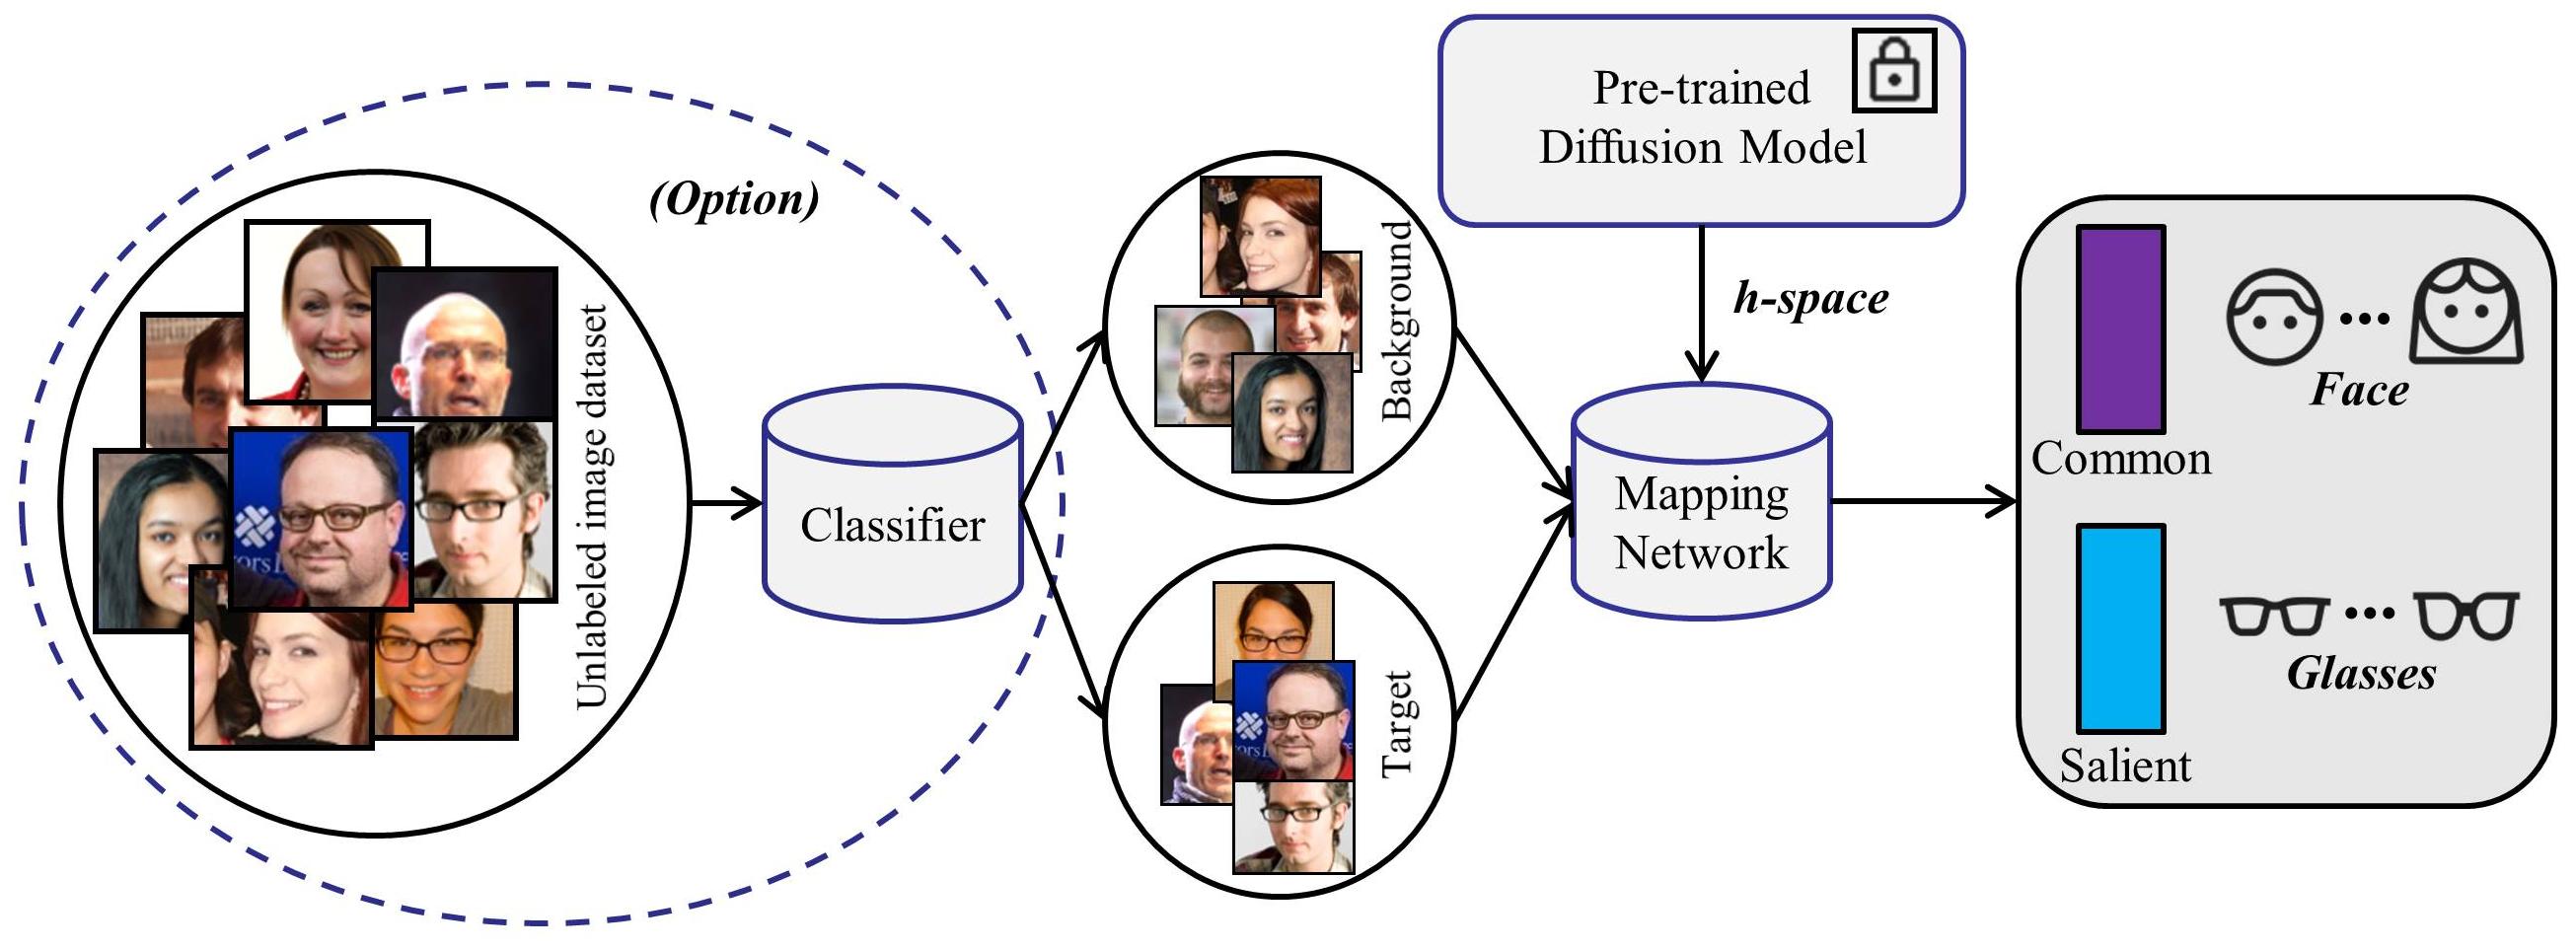 (Option)
Unlabeled image dataset
Classifier
Background
Target
Pre-trained
Diffusion Model
h-space
Mapping
Network
Common
Face
Salient
Glasses